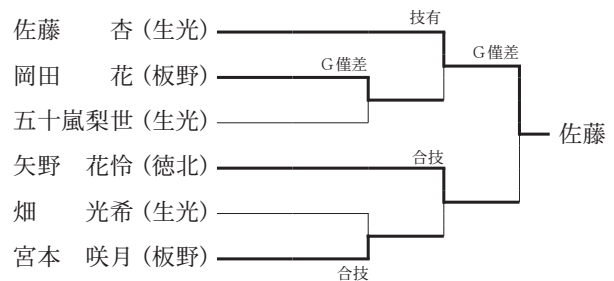 技有
佐藤　杏（生光）
G僅差
G僅差
岡田　花（板野）
五十嵐梨世（生光）
佐藤
合技
矢野　花怜（徳北）
畑　光希（生光）
宮本　咲月（板野）
合技